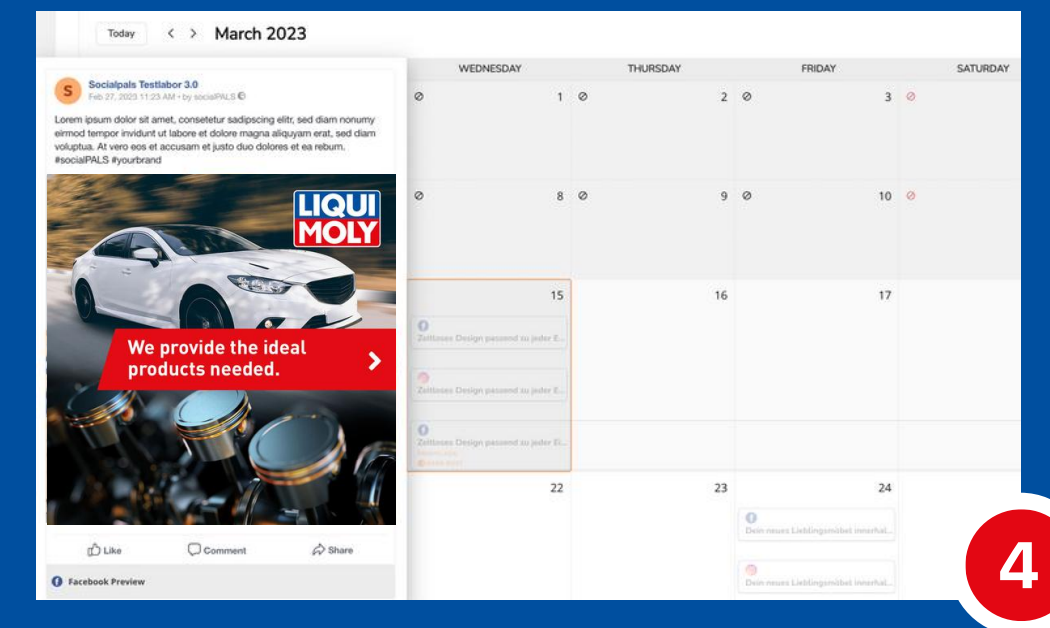 Today < > March 2023
WEDNESDAY THURSDAY FRIDAY SATURDAY
S Socialpals Testlabor 3.0
Feb 27, 2023 11:23 AM • by socialPALS
Lorem ipsum dolor sit amet, consetetur sadipscing elitr, sed diam nonumy
eirmod tempor invidunt ut labore et dolore magna aliquyam erat, sed diam
voluptua. At vero eos et accusam et justo duo dolores et ea rebum.
#socialPALS #yourbrand
LIQUI
MOLY
We provide the ideal
products needed.
Like Comment Share
Facebook Preview
1 2 3
8 9 10
15 16 17
Zeitloses Design passend zu jeder E...
Zeitloses Design passend zu jeder E...
Zeitloses Design passend zu jeder Ei...
22 23 24
Dein neues Lieblingsmöbel innerhal...
Dein neues Lieblingsmöbel innerhal...
4